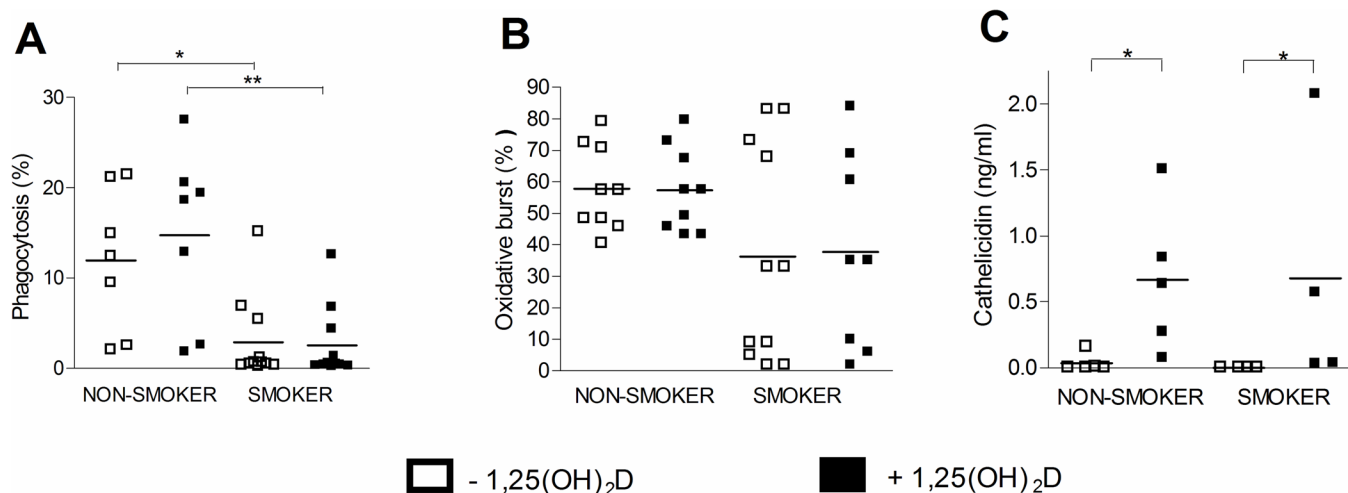 A
*
**
Phagocytosis (%)
30
20
10
0
NON-SMOKER SMOKER
B
Oxidative burst (% )
90
80
70
60
50
40
30
20
10
0
NON-SMOKER SMOKER
C
* *
Cathelicidin (ng/ml)
2.0
1.5
1.0
0.5
0.0
NON-SMOKER SMOKER
- 1,25(OH)₂D + 1,25(OH)₂D